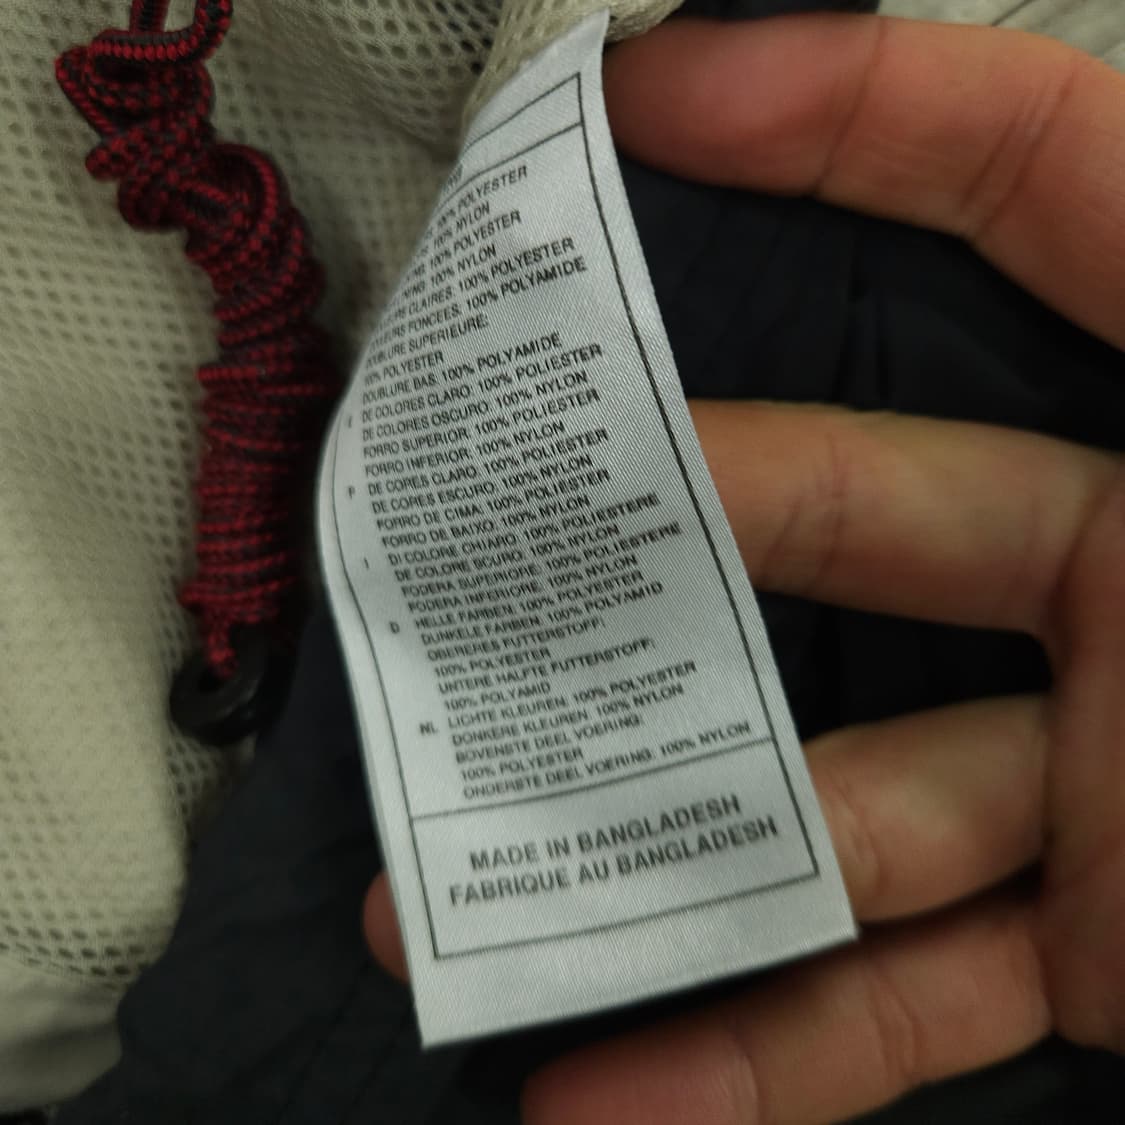 100% POLYESTER
100% NYLON
100% POLYESTER
100% NYLON
CLAIRES: 100% POLYESTER
FONCEES: 100% POLYAMIDE
DOUBLURE SUPERIEURE:
100% POLYESTER
DOUBLURE BAS: 100% POLYAMIDE
DE COLORES CLARO: 100% POLIESTER
DE COLORES OSCURO: 100% NYLON
FORRO SUPERIOR: 100% POLIESTER
FORRO INFERIOR: 100% NYLON
P DE CORES CLARO: 100% POLIESTER
DE CORES ESCURO: 100% NYLON
FORRO DE CIMA: 100% POLIESTER
FORRO DE BAIXO: 100% NYLON
I DI COLORE CHIARO: 100% POLIESTERE
DE COLORE SCURO: 100% NYLON
FODERA SUPERIORE: 100% POLIESTERE
FODERA INFERIORE: 100% NYLON
D HELLE FARBEN: 100% POLYESTER
DUNKELE FARBEN: 100% POLYAMID
OBERERES FUTTERSTOFF:
100% POLYESTER
UNTERE HALFTE FUTTERSTOFF:
100% POLYAMID
NL LICHTE KLEUREN: 100% POLYESTER
DONKERE KLEUREN: 100% NYLON
BOVENSTE DEEL VOERING:
100% POLYESTER
ONDERSTE DEEL VOERING: 100% NYLON
MADE IN BANGLADESH
FABRIQUE AU BANGLADESH